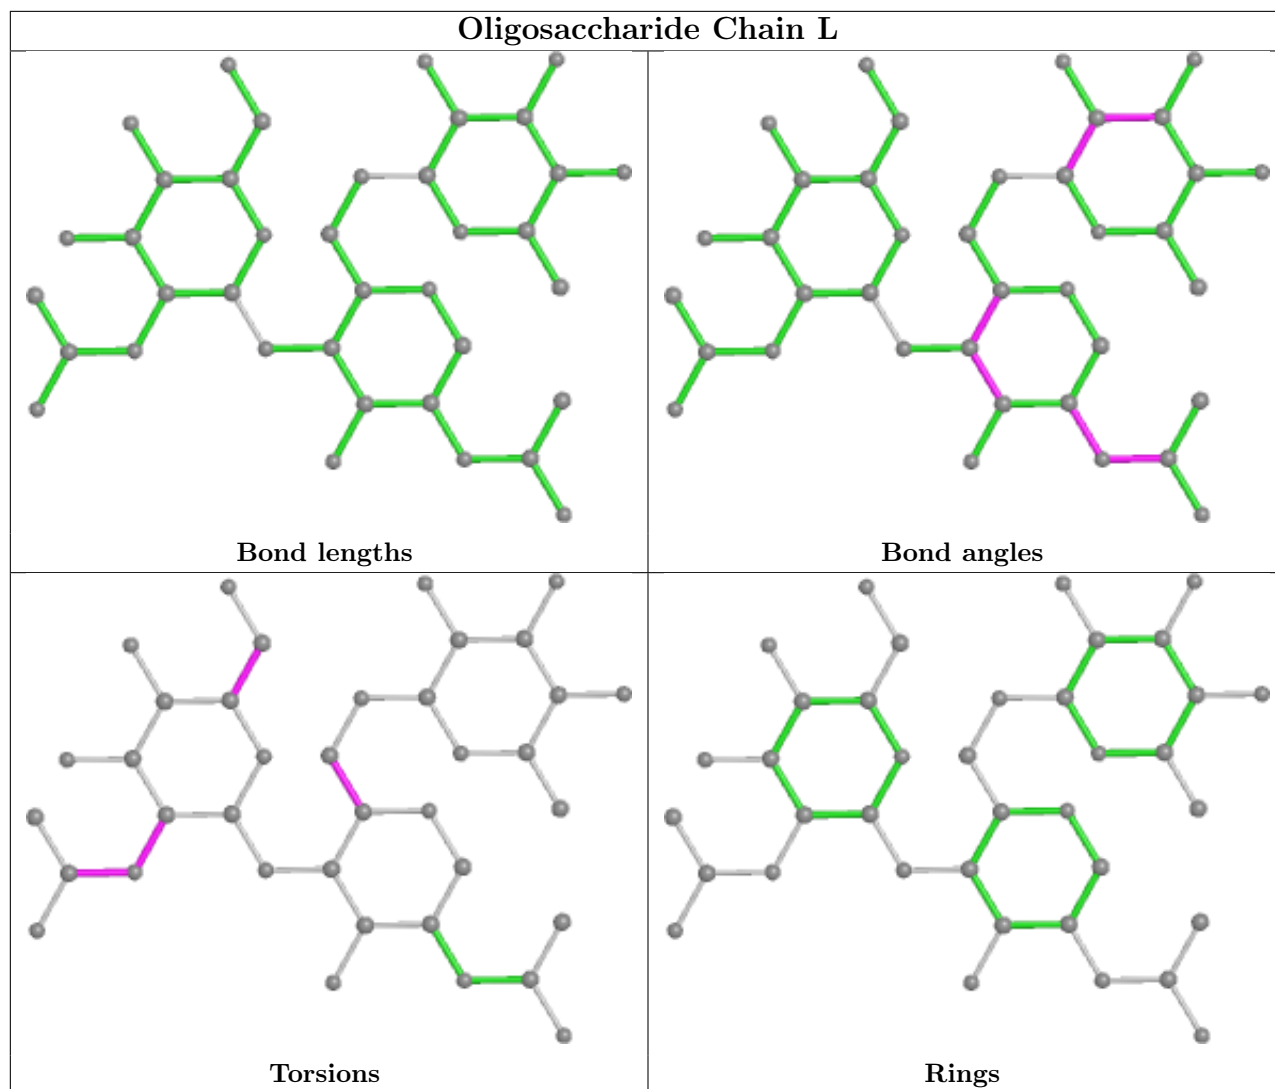 Oligosaccharide Chain L
Bond lengths
Bond angles
Torsions
Rings